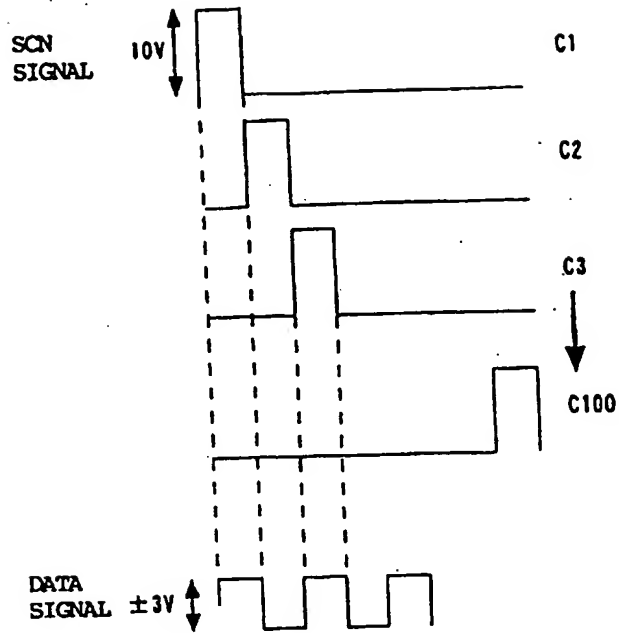 SCN
SIGNAL
10V
C1
C2
C3
C100
DATA
SIGNAL ±3V